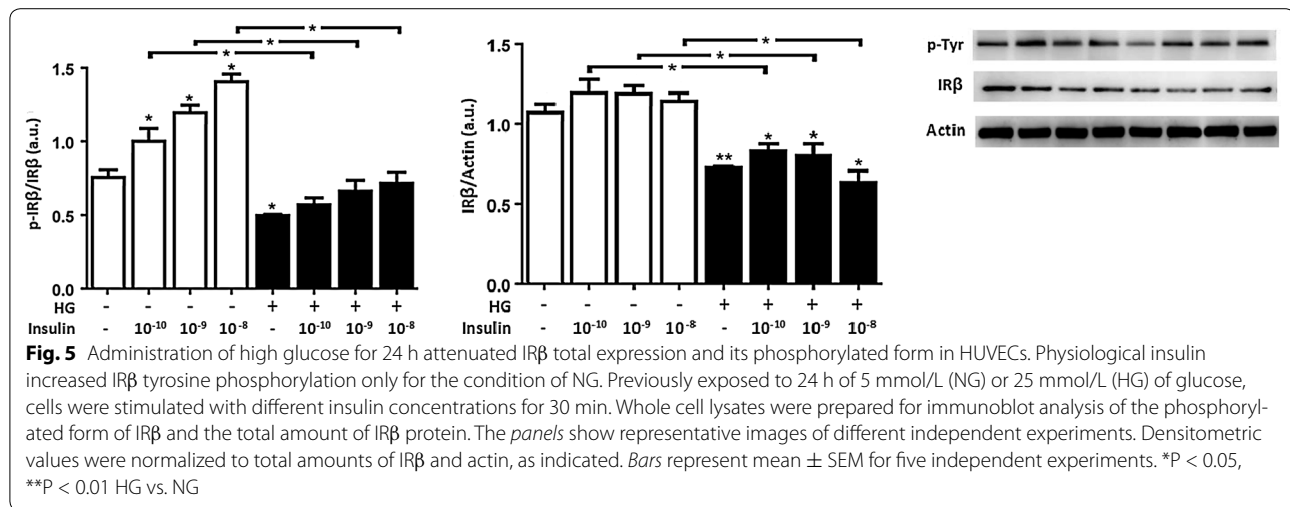 * *
* *
* *
p-IRβ/IRβ (a.u.)
1.5
1.0
0.5
0.0
* * * *
HG - - - - + + + +
Insulin - 10⁻¹⁰ 10⁻⁹ 10⁻⁸ - 10⁻¹⁰ 10⁻⁹ 10⁻⁸
IRβ/Actin (a.u.)
1.5
1.0
0.5
0.0
** * * *
HG - - - - + + + +
Insulin - 10⁻¹⁰ 10⁻⁹ 10⁻⁸ - 10⁻¹⁰ 10⁻⁹ 10⁻⁸
p-Tyr
IRβ
Actin
Fig. 5 Administration of high glucose for 24 h attenuated IRβ total expression and its phosphorylated form in HUVECs. Physiological insulin
increased IRβ tyrosine phosphorylation only for the condition of NG. Previously exposed to 24 h of 5 mmol/L (NG) or 25 mmol/L (HG) of glucose,
cells were stimulated with different insulin concentrations for 30 min. Whole cell lysates were prepared for immunoblot analysis of the phosphoryl-
ated form of IRβ and the total amount of IRβ protein. The panels show representative images of different independent experiments. Densitometric
values were normalized to total amounts of IRβ and actin, as indicated. Bars represent mean ± SEM for five independent experiments. *P < 0.05,
**P < 0.01 HG vs. NG